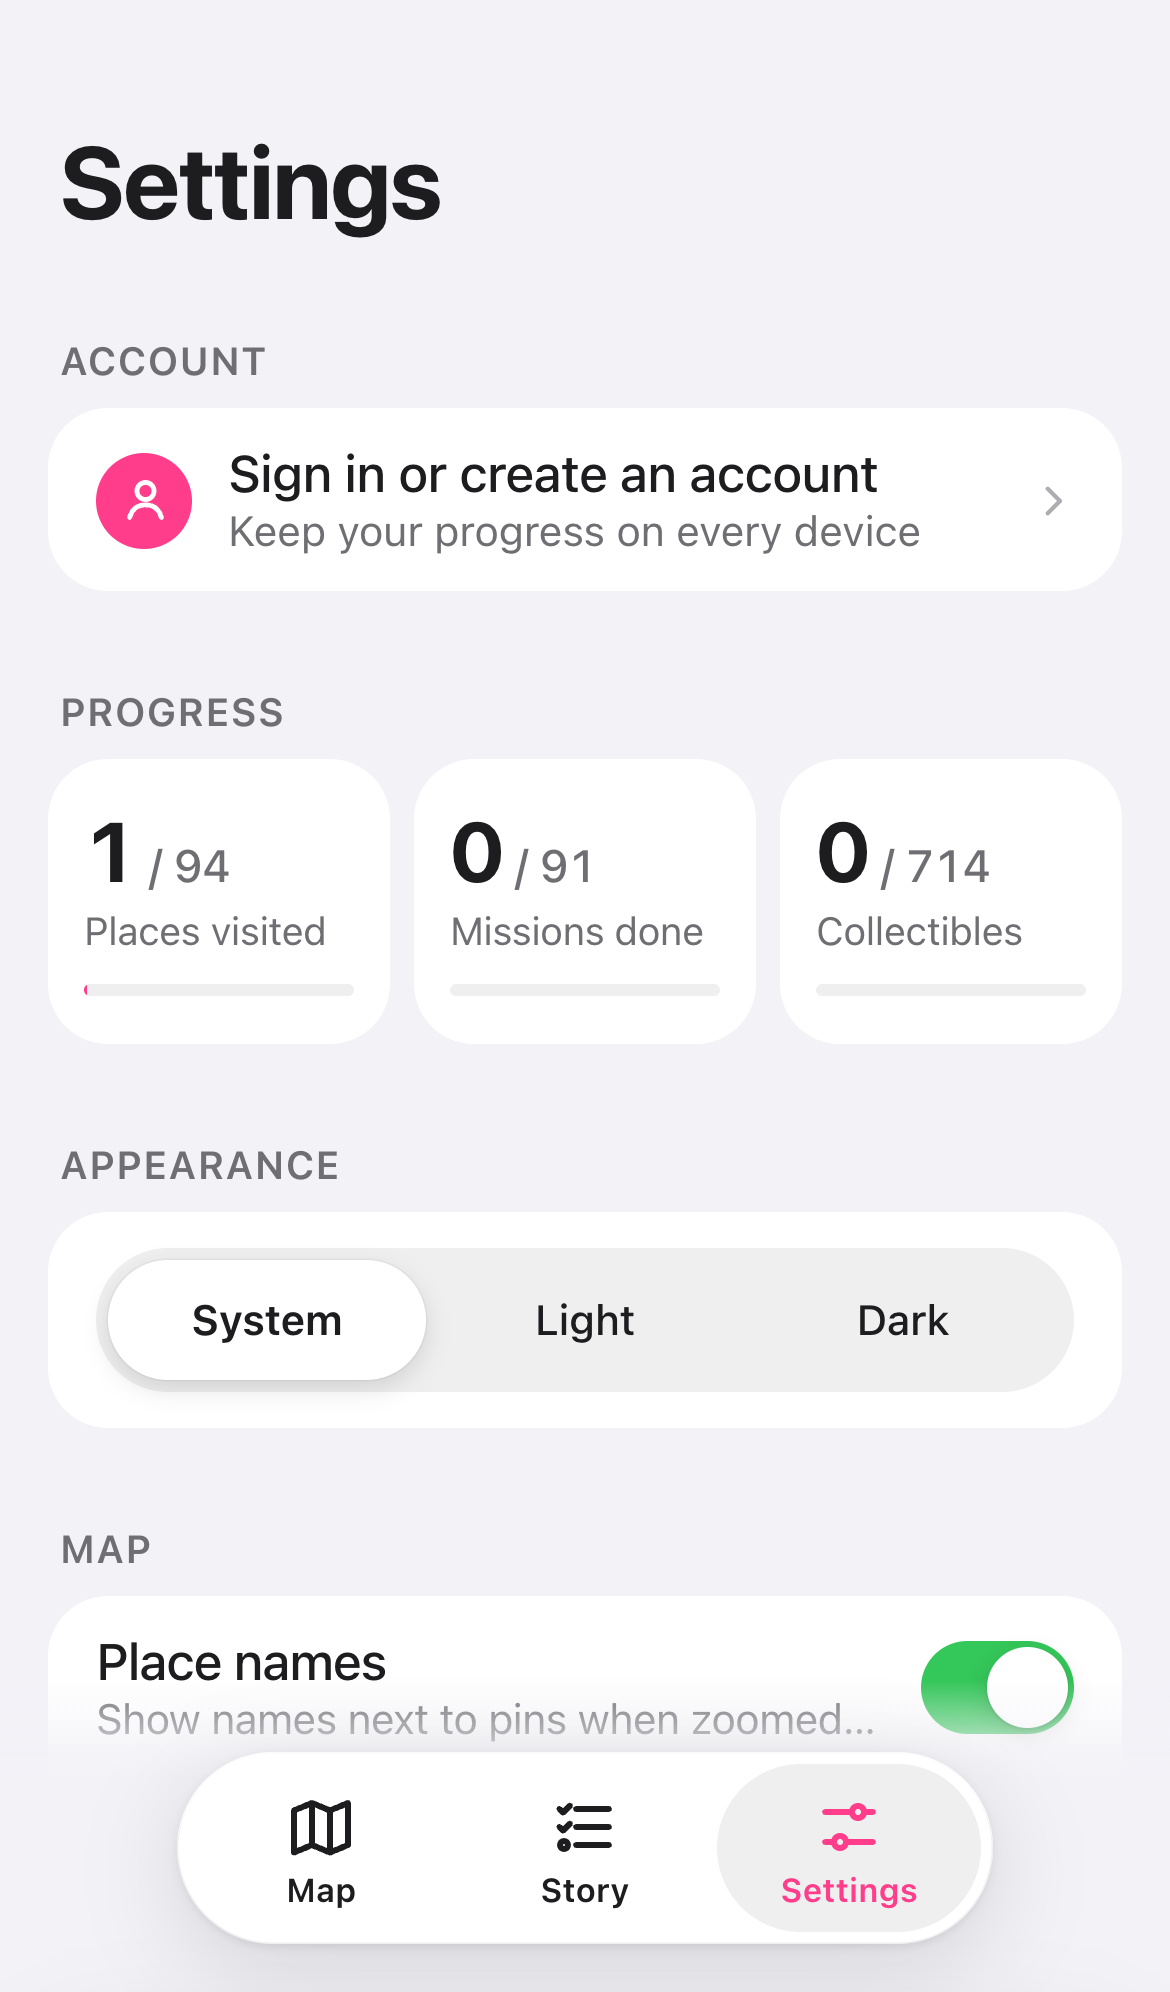 Settings
ACCOUNT
Sign in or create an account
Keep your progress on every device
PROGRESS
1 / 94
Places visited
0 / 91
Missions done
0 / 714
Collectibles
APPEARANCE
System Light Dark
MAP
Place names
Show names next to pins when zoomed...
Map Story Settings